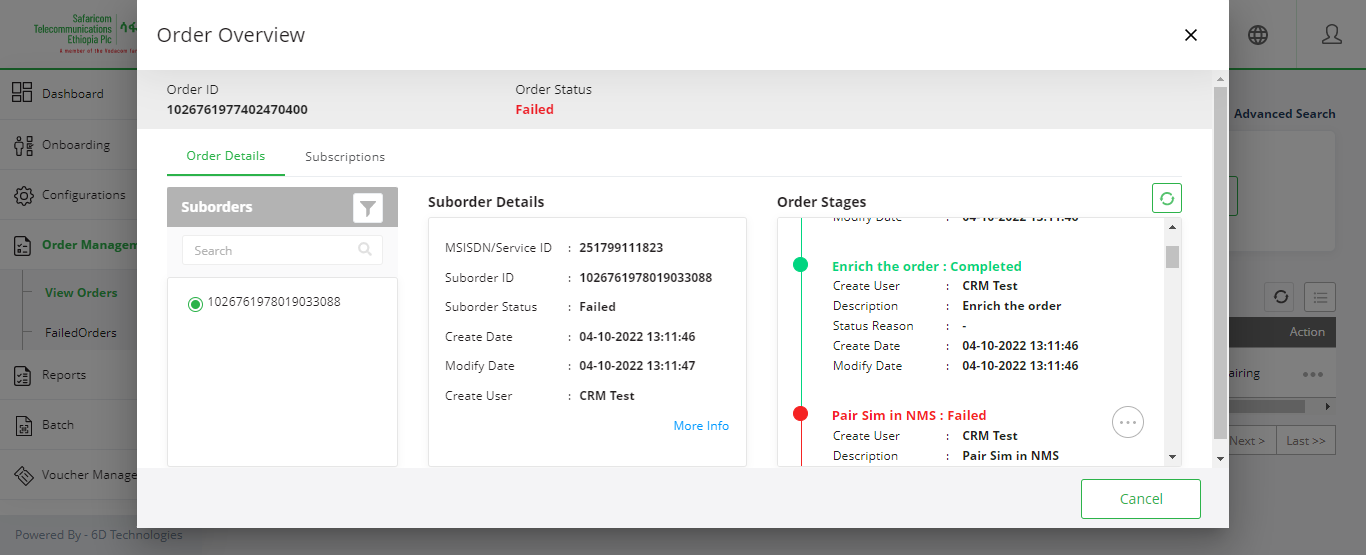 Safaricom
Telecommunications
Ethiopia Plc
A member of the Vodacom
Order Overview
Order ID
1026761977402470400
Order Status
Failed
Advanced Search
Dashboard
Onboarding
Configurations
Order Managem
View Orders
FailedOrders
Reports
Batch
Voucher Manage
Powered By - 6D Technologies
Order Details
Subscriptions
Suborders
Search
1026761978019033088
Suborder Details
MSISDN/Service ID : 251799111823
Suborder ID : 1026761978019033088
Suborder Status : Failed
Create Date : 04-10-2022 13:11:46
Modify Date : 04-10-2022 13:11:47
Create User : CRM Test
More Info
Order Stages
Modify Date : 04-10-2022 13:11:46
Enrich the order : Completed
Create User : CRM Test
Description : Enrich the order
Status Reason : -
Create Date : 04-10-2022 13:11:46
Modify Date : 04-10-2022 13:11:46
Pair Sim in NMS : Failed
Create User : CRM Test
Description : Pair Sim in NMS
Action
airing
Next >
Last >>
Cancel